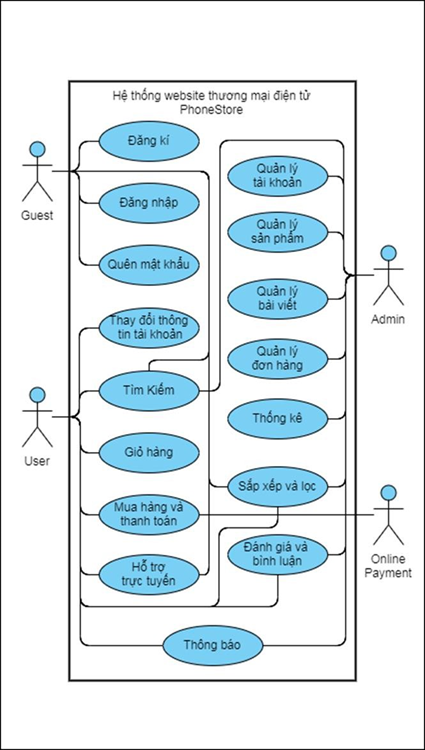 Hệ thống website thương mại điện tử
PhoneStore
Đăng kí
Đăng nhập
Quên mật khẩu
Thay đổi thông
tin tài khoản
Tìm Kiếm
Giỏ hàng
Mua hàng và
thanh toán
Hỗ trợ
trực tuyến
Thông báo
Quản lý
tài khoản
Quản lý
sản phẩm
Quản lý
bài viết
Quản lý
đơn hàng
Thống kê
Sắp xếp và lọc
Đánh giá và
bình luận
Guest
User
Admin
Online
Payment